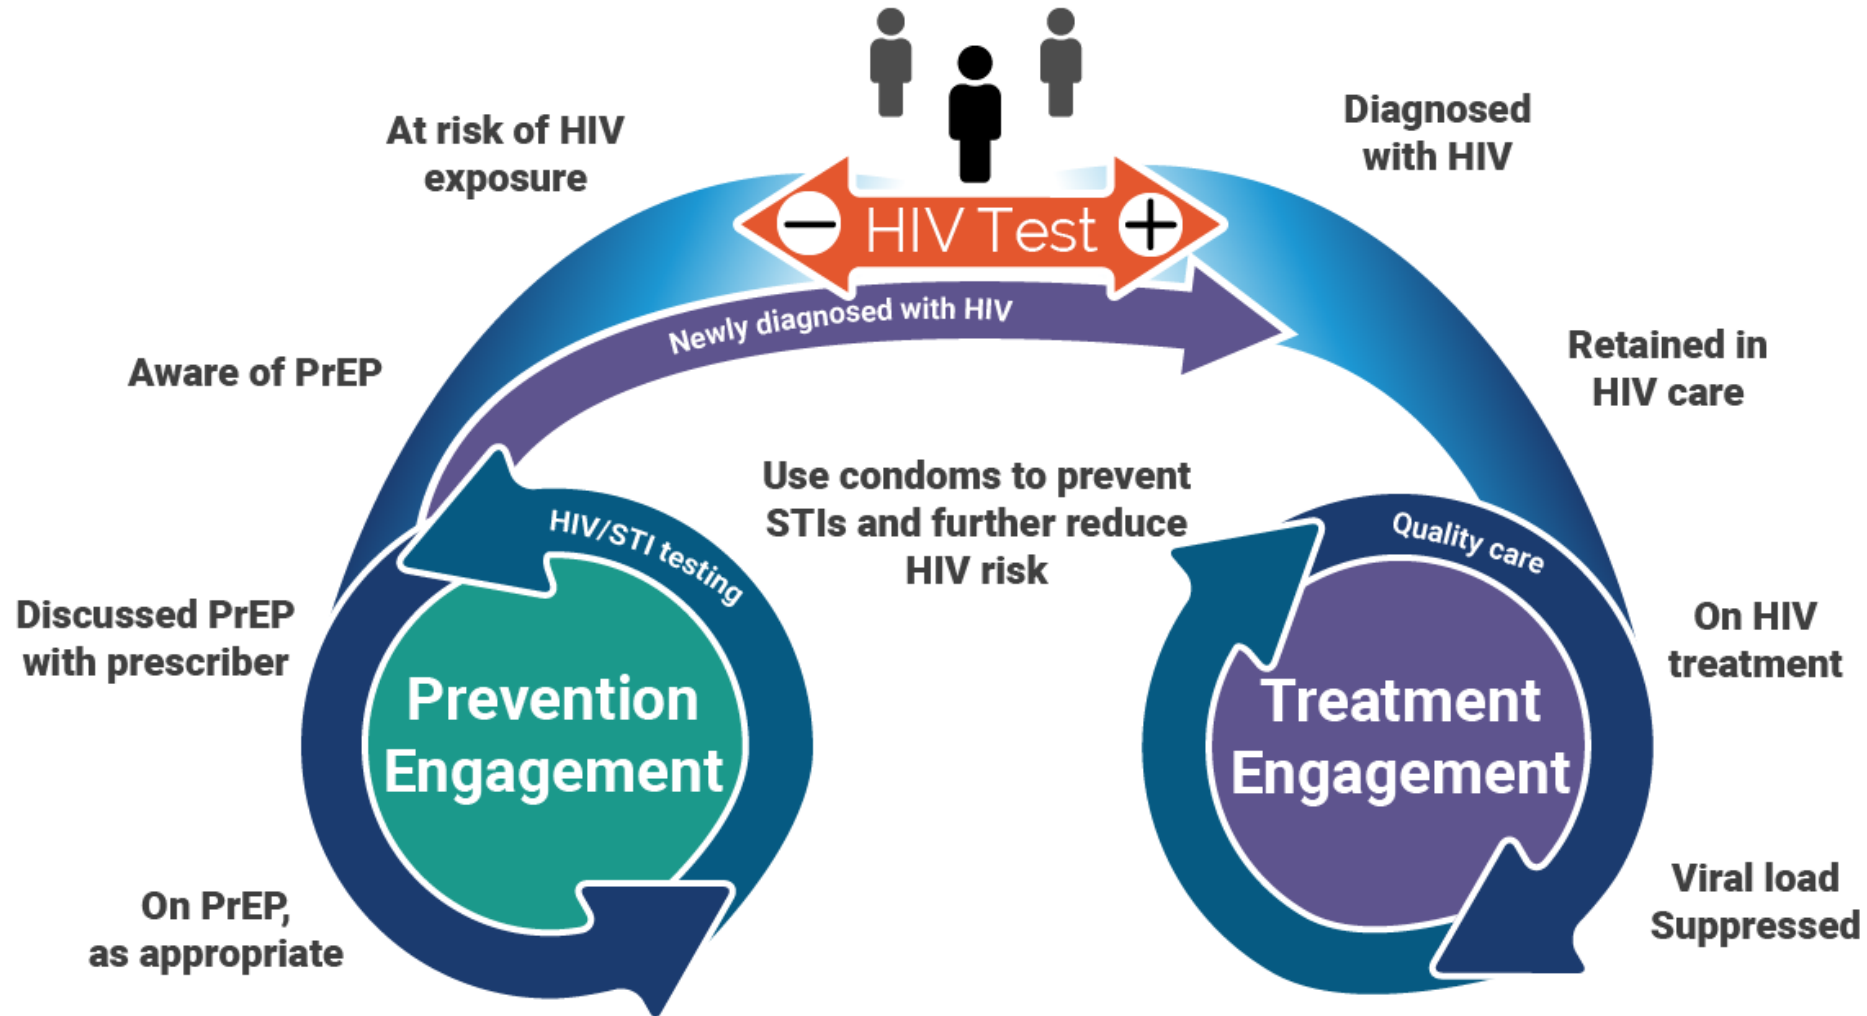 At risk of HIV
exposure
Diagnosed
with HIV
HIV Test
Newly diagnosed with HIV
Aware of PrEP
Retained in
HIV care
Use condoms to prevent
STIs and further reduce
HIV risk
HIV/STI testing
Quality care
Discussed PrEP
with prescriber
On HIV
treatment
Prevention
Engagement
Treatment
Engagement
On PrEP,
as appropriate
Viral load
Suppressed